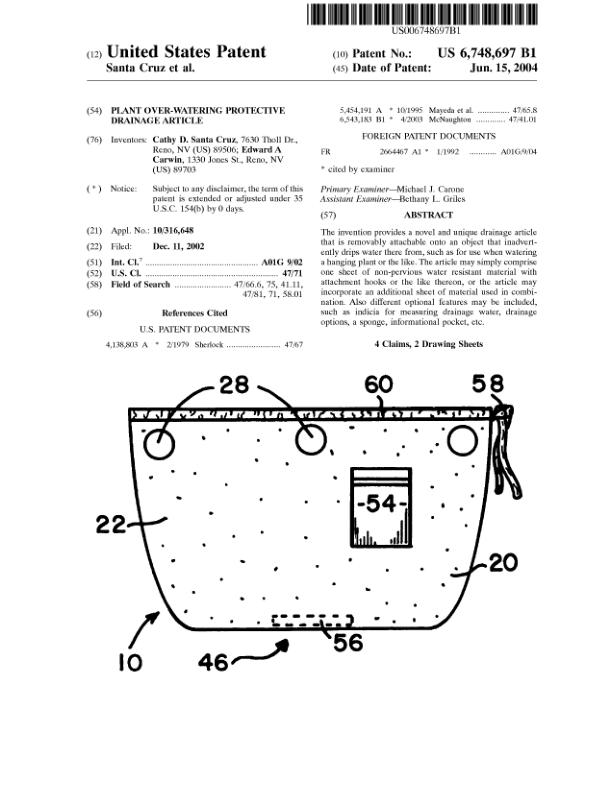 US006748697B1
(12) United States Patent
Santa Cruz et al.
(10) Patent No.: US 6,748,697 B1
(45) Date of Patent: Jun. 15, 2004
(54) PLANT OVER-WATERING PROTECTIVE
DRAINAGE ARTICLE
(76) Inventors: Cathy D. Santa Cruz, 7630 Tholl Dr.,
Reno, NV (US) 89506; Edward A
Carwin, 1330 Jones St., Reno, NV
(US) 89703
( * ) Notice: Subject to any disclaimer, the term of this
patent is extended or adjusted under 35
U.S.C. 154(b) by 0 days.
(21) Appl. No.: 10/316,648
(22) Filed: Dec. 11, 2002
(51) Int. Cl.7 ................................................ A01G 9/02
(52) U.S. Cl. ....................................................... 47/71
(58) Field of Search ........................ 47/66.6, 75, 41.11,
47/81, 71, 58.01
(56) References Cited
U.S. PATENT DOCUMENTS
4,138,803 A * 2/1979 Sherlock ........................ 47/67
5,454,191 A * 10/1995 Mayeda et al. .............. 47/65.8
6,543,183 B1 * 4/2003 McNaughton ............. 47/41.01
FOREIGN PATENT DOCUMENTS
FR 2664467 A1 * 1/1992 ............ A01G/9/04
* cited by examiner
Primary Examiner—Michael J. Carone
Assistant Examiner—Bethany L. Griles
(57) ABSTRACT
The invention provides a novel and unique drainage article
that is removably attachable onto an object that inadvert-
ently drips water there from, such as for use when watering
a hanging plant or the like. The article may simply comprise
one sheet of non-pervious water resistant material with
attachment hooks or the like thereon, or the article may
incorporate an additional sheet of material used in combi-
nation. Also different optional features may be included,
such as indicia for measuring drainage water, drainage
options, a sponge, informational pocket, etc.
4 Claims, 2 Drawing Sheets
28 60 58
54
22
20
56
10 46